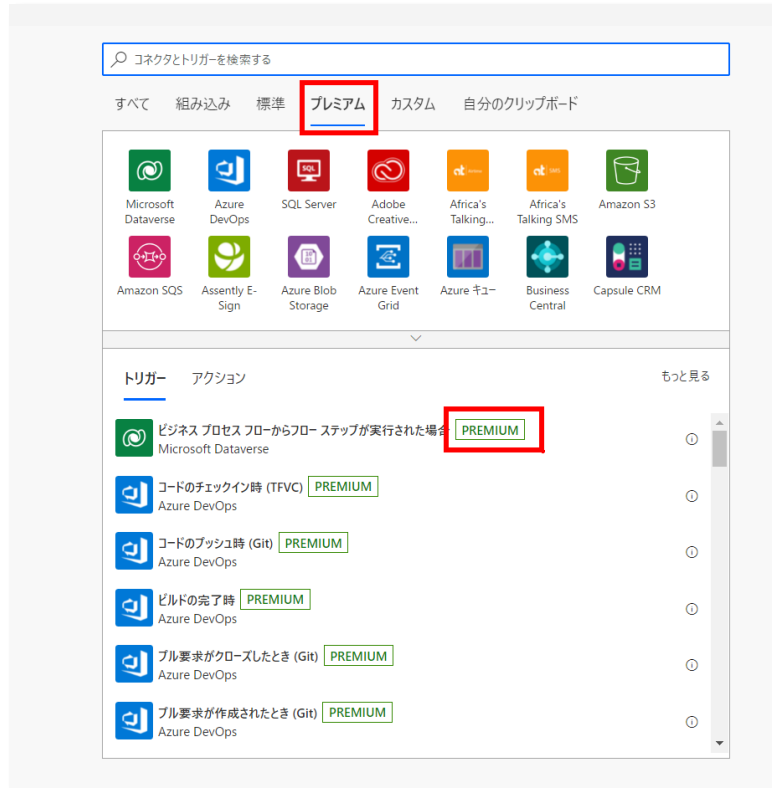 コネクタとトリガーを検索する
すべて 組み込み 標準 プレミアム カスタム 自分のクリップボード
Microsoft Dataverse
Azure DevOps
SQL Server
Adobe Creative...
Africa's Talking...
Africa's Talking SMS
Amazon S3
Amazon SQS
Assently E-Sign
Azure Blob Storage
Azure Event Grid
Azure キュー
Business Central
Capsule CRM
トリガー アクション もっと見る
ビジネス プロセス フローからフロー ステップが実行された場合 PREMIUM
Microsoft Dataverse
コードのチェックイン時 (TFVC) PREMIUM
Azure DevOps
コードのプッシュ時 (Git) PREMIUM
Azure DevOps
ビルドの完了時 PREMIUM
Azure DevOps
プル要求がクローズしたとき (Git) PREMIUM
Azure DevOps
プル要求が作成されたとき (Git) PREMIUM
Azure DevOps